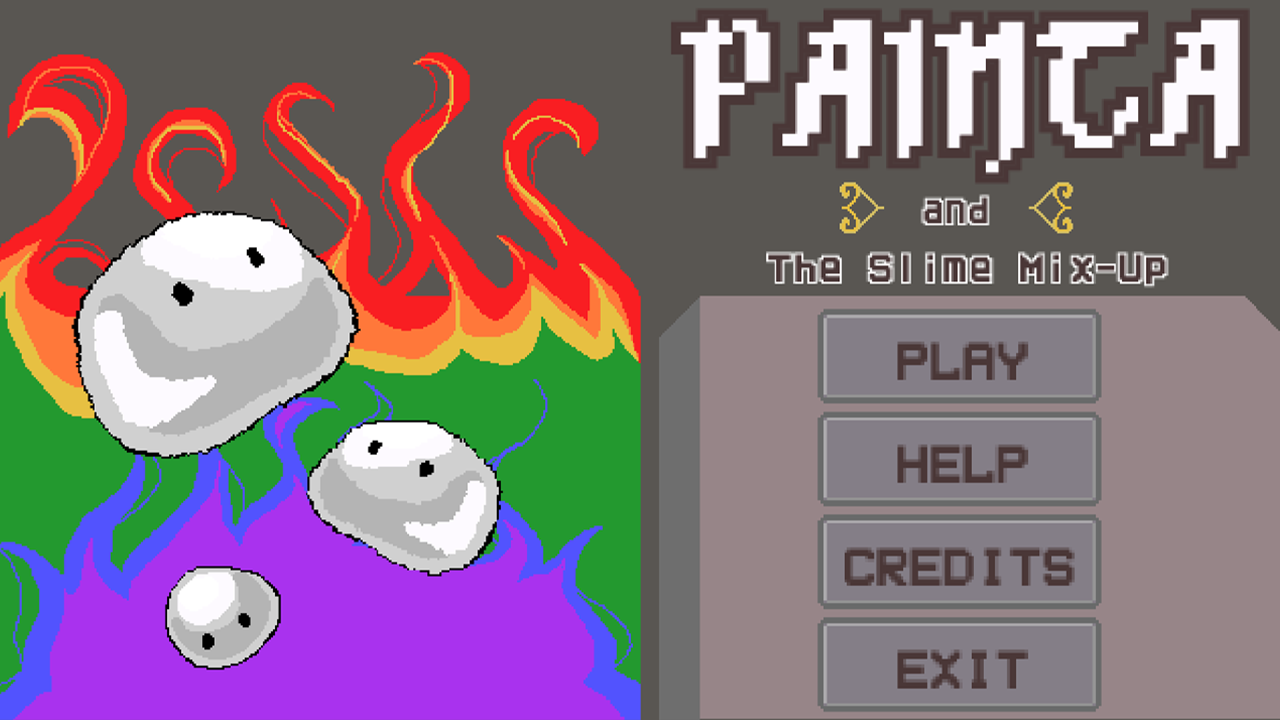 PAINTA
and
The Slime Mix-Up
PLAY
HELP
CREDITS
EXIT